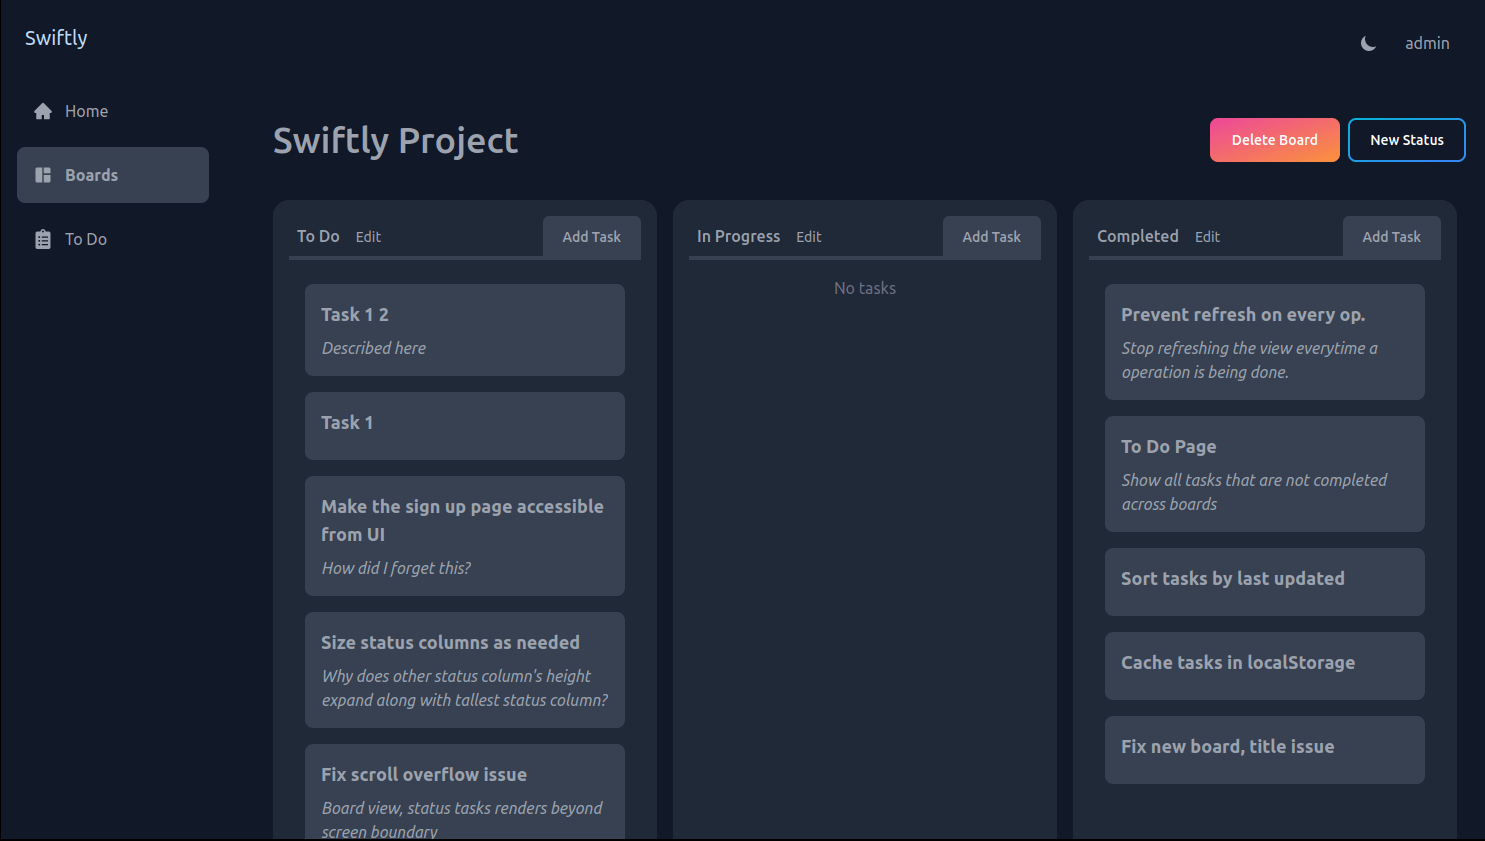 Swiftly
admin
Home
Boards
To Do
Swiftly Project
Delete Board
New Status
To Do
Edit
Add Task
Task 1 2
Described here
Task 1
Make the sign up page accessible
from UI
How did I forget this?
Size status columns as needed
Why does other status column's height
expand along with tallest status column?
Fix scroll overflow issue
Board view, status tasks renders beyond
screen boundary
In Progress
Edit
Add Task
No tasks
Completed
Edit
Add Task
Prevent refresh on every op.
Stop refreshing the view everytime a
operation is being done.
To Do Page
Show all tasks that are not completed
across boards
Sort tasks by last updated
Cache tasks in localStorage
Fix new board, title issue